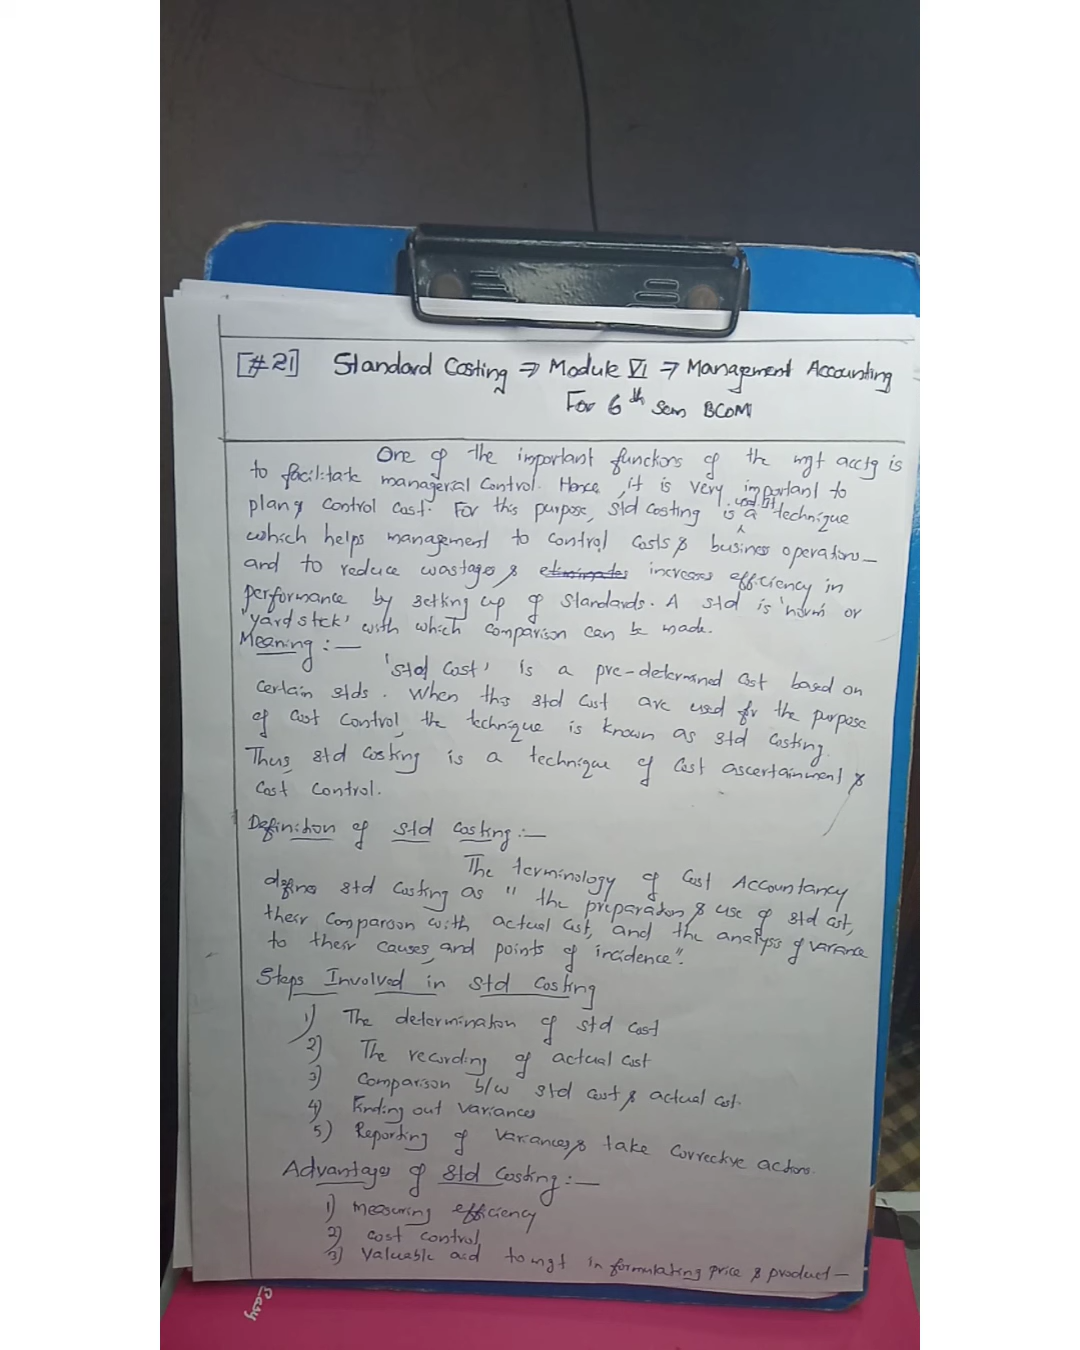 [#21] Standard Costing ⇒ Module VI ⇒ Management Accounting
For 6th Sem BCOM
One of the important functions of the mgt acctg is
to facilitate managerial control. Hence, it is very important to
plan & control cost. For this purpose, std costing is a technique
which helps management to control costs & business operations—
and to reduce wastages & increases efficiency in
performance by setting up of standards. A std is 'norm' or
'yardstick' with which comparison can be made.
Meaning :—
'std cost' is a pre-determined cost based on
certain stds. When this std cost are used for the purpose
of cost control, the technique is known as std costing.
Thus, std costing is a technique of cost ascertainment &
cost control.
Definition of std costing :—
The terminology of Cost Accountancy
defines std costing as "the preparation & use of std cost,
their comparison with actual cost, and the analysis of variance
to their causes, and points of incidence".
Steps Involved in std costing
1) The determination of std cost
2) The recording of actual cost
3) Comparison b/w std cost & actual cost.
4) Finding out variances
5) Reporting of variances & take corrective actions.
Advantages of std costing :—
1) Measuring efficiency
2) cost control
3) Valuable aid to mgt in formulating price & product —
Easy